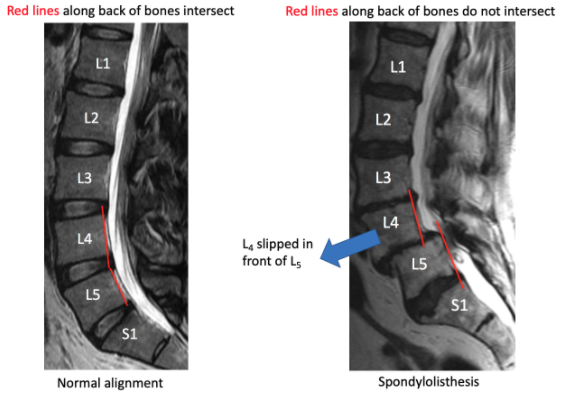 Red lines along back of bones intersect
Red lines along back of bones do not intersect
L1
L2
L3
L4
L5
S1
L1
L2
L3
L4
L5
S1
L₄ slipped in
front of L₅
Normal alignment
Spondylolisthesis